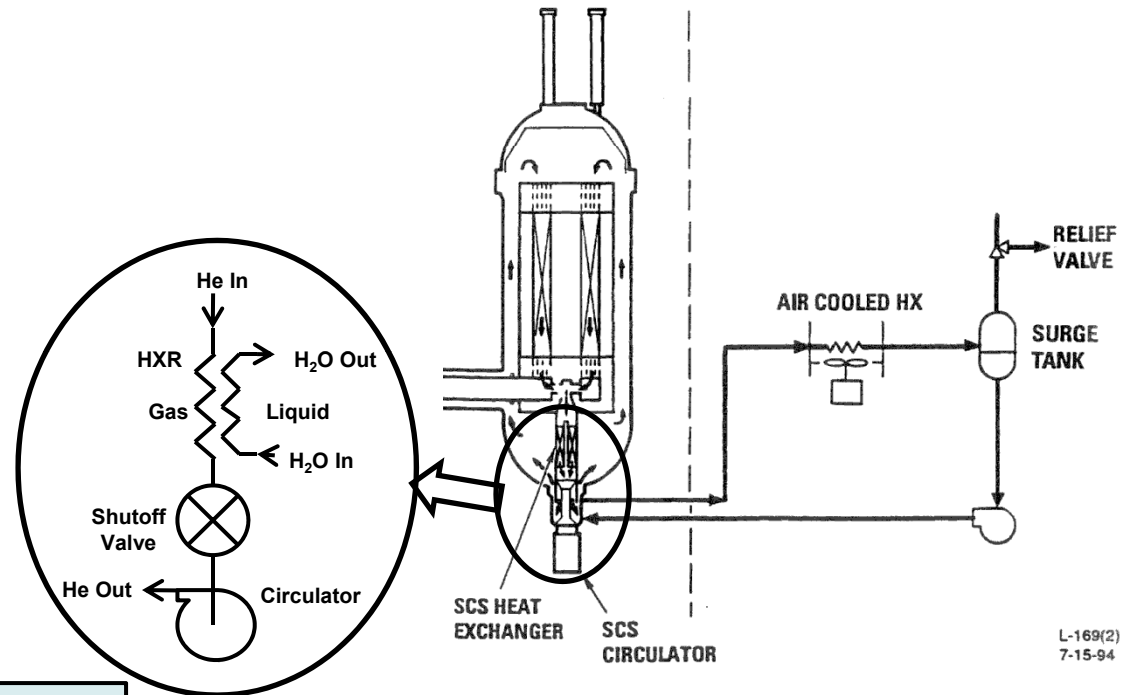 He In
HXR
H₂O Out
Gas
Liquid
H₂O In
Shutoff
Valve
He Out
Circulator
SCS HEAT
EXCHANGER
SCS
CIRCULATOR
AIR COOLED HX
RELIEF
VALVE
SURGE
TANK
L-169(2)
7-15-94